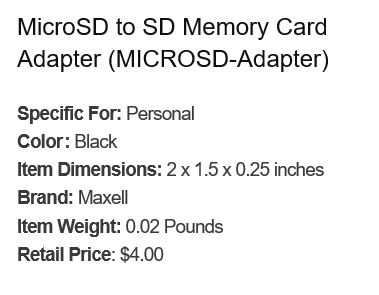 MicroSD to SD Memory Card
Adapter (MICROSD-Adapter)
Specific For: Personal
Color: Black
Item Dimensions: 2 x 1.5 x 0.25 inches
Brand: Maxell
Item Weight: 0.02 Pounds
Retail Price: $4.00